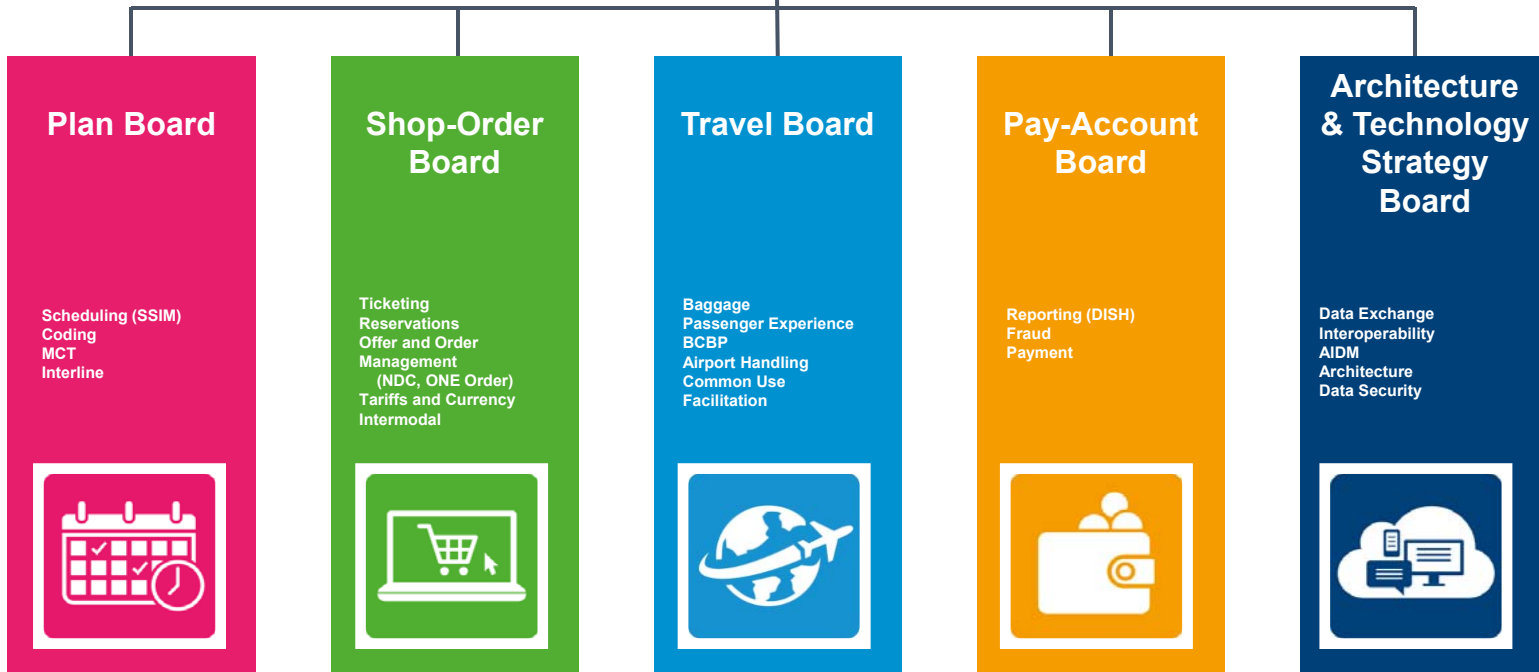 Plan Board
Scheduling (SSIM)
Coding
MCT
Interline
Shop-Order
Board
Ticketing
Reservations
Offer and Order
Management
(NDC, ONE Order)
Tariffs and Currency
Intermodal
Travel Board
Baggage
Passenger Experience
BCBP
Airport Handling
Common Use
Facilitation
Pay-Account
Board
Reporting (DISH)
Fraud
Payment
Architecture
& Technology
Strategy
Board
Data Exchange
Interoperability
AIDM
Architecture
Data Security